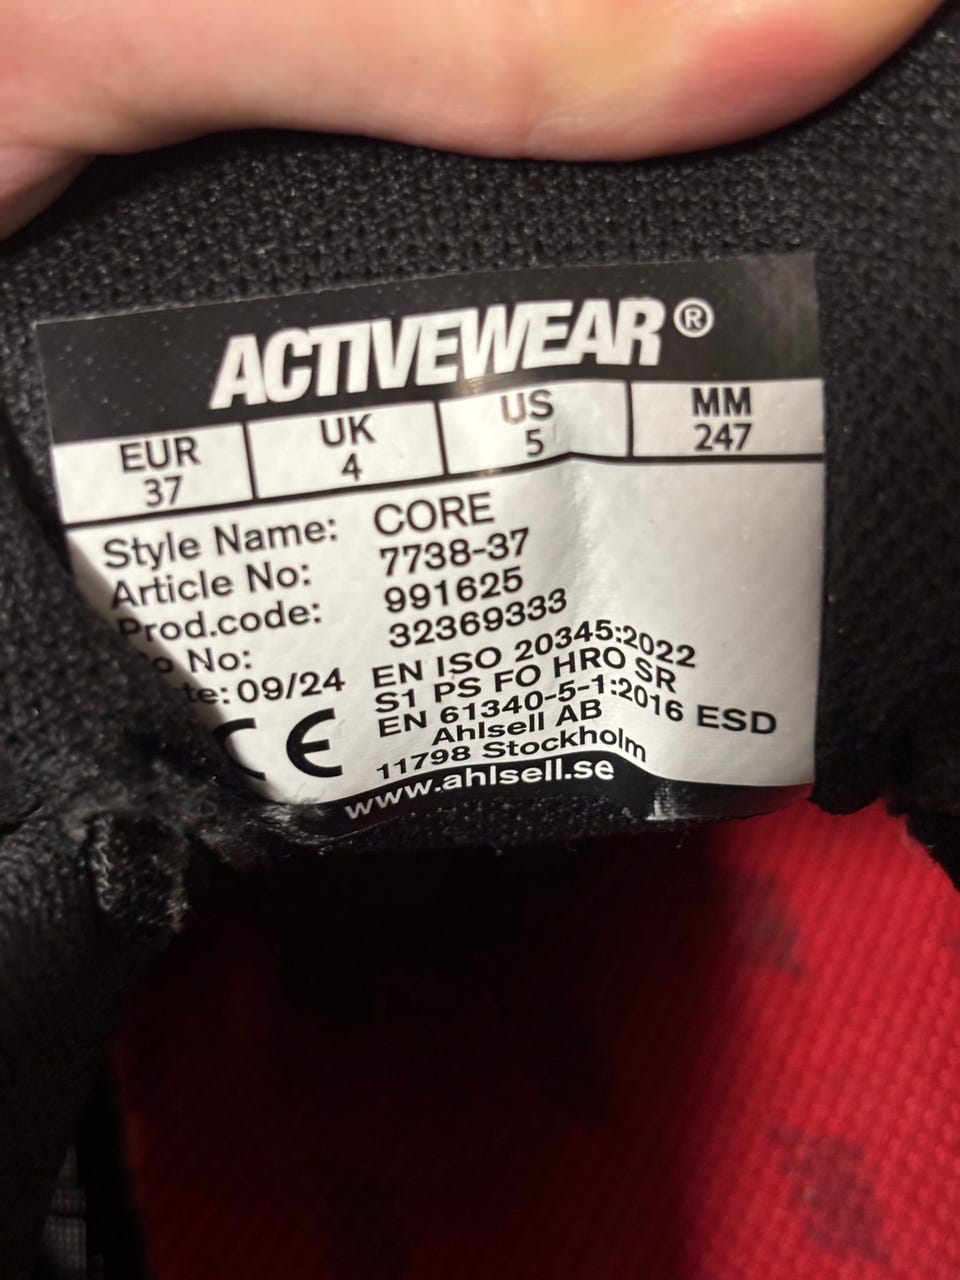 ACTIVEWEAR®
EUR UK US MM
37 4 5 247
Style Name: CORE
Article No: 7738-37
Prod.code: 991625
No: 32369333
09/24 EN ISO 20345:2022
S1 PS FO HRO SR
EN 61340-5-1:2016 ESD
CE Ahlsell AB
11798 Stockholm
www.ahlsell.se